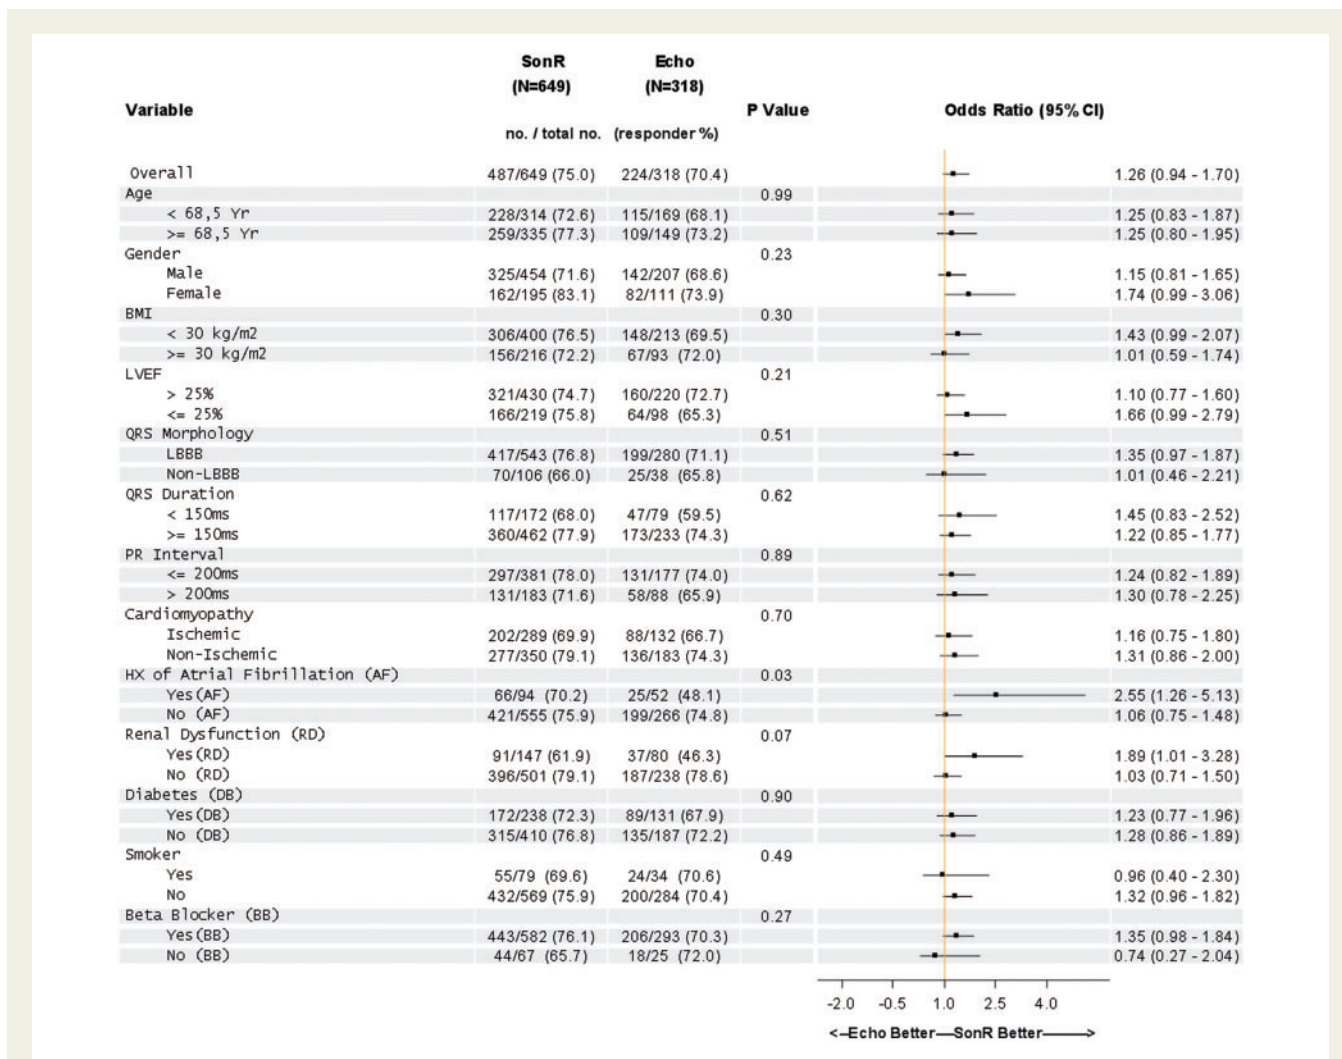 SonR Echo
(N=649) (N=318)
Variable P Value Odds Ratio (95% CI)
no. / total no. (responder %)
Overall 487/649 (75.0) 224/318 (70.4) 1.26 (0.94 - 1.70)
Age 0.99
< 68,5 Yr 228/314 (72.6) 115/169 (68.1) 1.25 (0.83 - 1.87)
>= 68,5 Yr 259/335 (77.3) 109/149 (73.2) 1.25 (0.80 - 1.95)
Gender 0.23
Male 325/454 (71.6) 142/207 (68.6) 1.15 (0.81 - 1.65)
Female 162/195 (83.1) 82/111 (73.9) 1.74 (0.99 - 3.06)
BMI 0.30
< 30 kg/m2 306/400 (76.5) 148/213 (69.5) 1.43 (0.99 - 2.07)
>= 30 kg/m2 156/216 (72.2) 67/93 (72.0) 1.01 (0.59 - 1.74)
LVEF 0.21
> 25% 321/430 (74.7) 160/220 (72.7) 1.10 (0.77 - 1.60)
<= 25% 166/219 (75.8) 64/98 (65.3) 1.66 (0.99 - 2.79)
QRS Morphology 0.51
LBBB 417/543 (76.8) 199/280 (71.1) 1.35 (0.97 - 1.87)
Non-LBBB 70/106 (66.0) 25/38 (65.8) 1.01 (0.46 - 2.21)
QRS Duration 0.62
< 150ms 117/172 (68.0) 47/79 (59.5) 1.45 (0.83 - 2.52)
>= 150ms 360/462 (77.9) 173/233 (74.3) 1.22 (0.85 - 1.77)
PR Interval 0.89
<= 200ms 297/381 (78.0) 131/177 (74.0) 1.24 (0.82 - 1.89)
> 200ms 131/183 (71.6) 58/88 (65.9) 1.30 (0.78 - 2.25)
Cardiomyopathy 0.70
Ischemic 202/289 (69.9) 88/132 (66.7) 1.16 (0.75 - 1.80)
Non-Ischemic 277/350 (79.1) 136/183 (74.3) 1.31 (0.86 - 2.00)
HX of Atrial Fibrillation (AF) 0.03
Yes(AF) 66/94 (70.2) 25/52 (48.1) 2.55 (1.26 - 5.13)
No (AF) 421/555 (75.9) 199/266 (74.8) 1.06 (0.75 - 1.48)
Renal Dysfunction (RD) 0.07
Yes(RD) 91/147 (61.9) 37/80 (46.3) 1.89 (1.01 - 3.28)
No (RD) 396/501 (79.1) 187/238 (78.6) 1.03 (0.71 - 1.50)
Diabetes (DB) 0.90
Yes(DB) 172/238 (72.3) 89/131 (67.9) 1.23 (0.77 - 1.96)
No (DB) 315/410 (76.8) 135/187 (72.2) 1.28 (0.86 - 1.89)
Smoker 0.49
Yes 55/79 (69.6) 24/34 (70.6) 0.96 (0.40 - 2.30)
No 432/569 (75.9) 200/284 (70.4) 1.32 (0.96 - 1.82)
Beta Blocker (BB) 0.27
Yes(BB) 443/582 (76.1) 206/293 (70.3) 1.35 (0.98 - 1.84)
No (BB) 44/67 (65.7) 18/25 (72.0) 0.74 (0.27 - 2.04)
-2.0 -0.5 1.0 2.5 4.0
<--Echo Better----SonR Better-------->